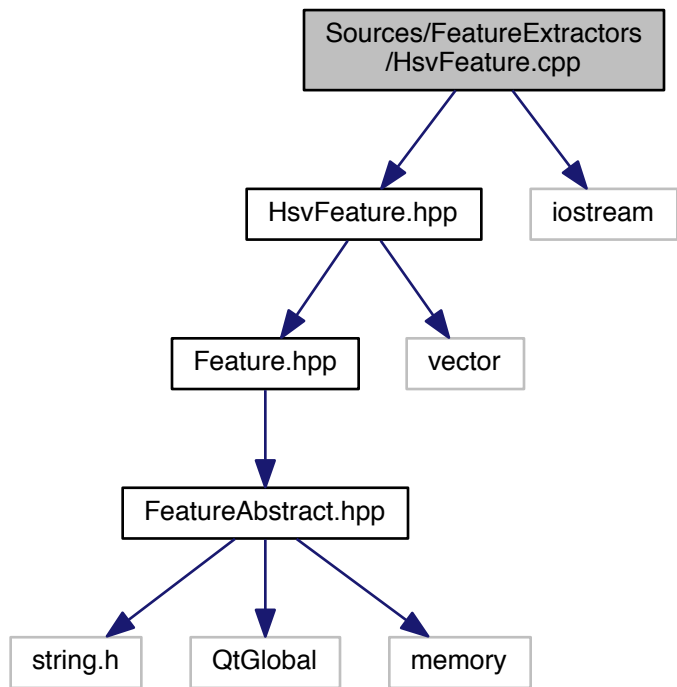 Sources/FeatureExtractors
/HsvFeature.cpp
HsvFeature.hpp
iostream
Feature.hpp
vector
FeatureAbstract.hpp
string.h
QtGlobal
memory